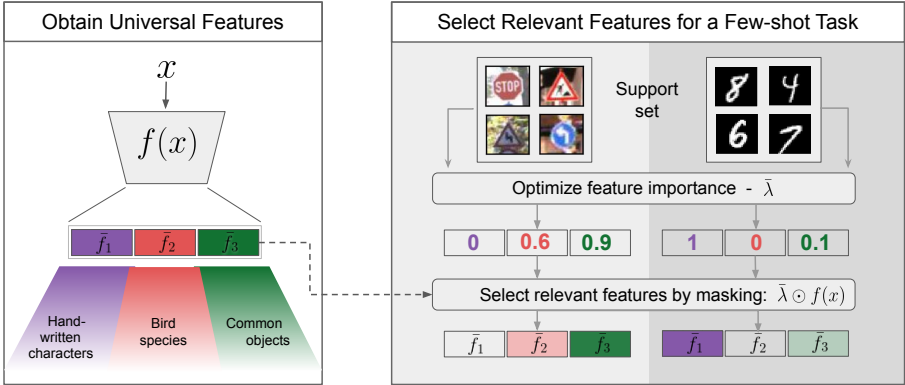 Obtain Universal Features
x
f(x)
f̄₁ f̄₂ f̄₃
Hand-
written
characters
Bird
species
Common
objects
Select Relevant Features for a Few-shot Task
STOP
Support
set
8 4
6 7
Optimize feature importance - λ̄
0 0.6 0.9
1 0 0.1
Select relevant features by masking: λ̄ ⊙ f(x)
f̄₁ f̄₂ f̄₃
f̄₁ f̄₂ f̄₃